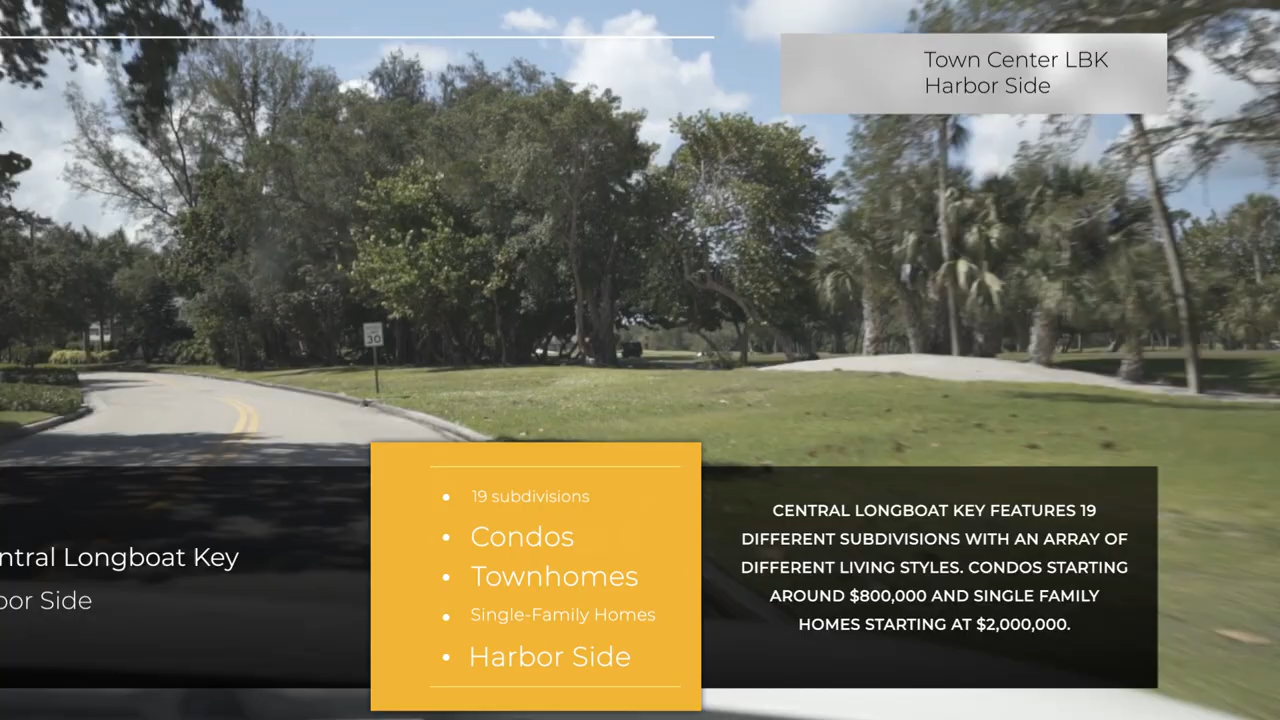 Town Center LBK
Harbor Side
30
ntral Longboat Key
bor Side
• 19 subdivisions
• Condos
• Townhomes
• Single-Family Homes
• Harbor Side
CENTRAL LONGBOAT KEY FEATURES 19
DIFFERENT SUBDIVISIONS WITH AN ARRAY OF
DIFFERENT LIVING STYLES. CONDOS STARTING
AROUND $800,000 AND SINGLE FAMILY
HOMES STARTING AT $2,000,000.